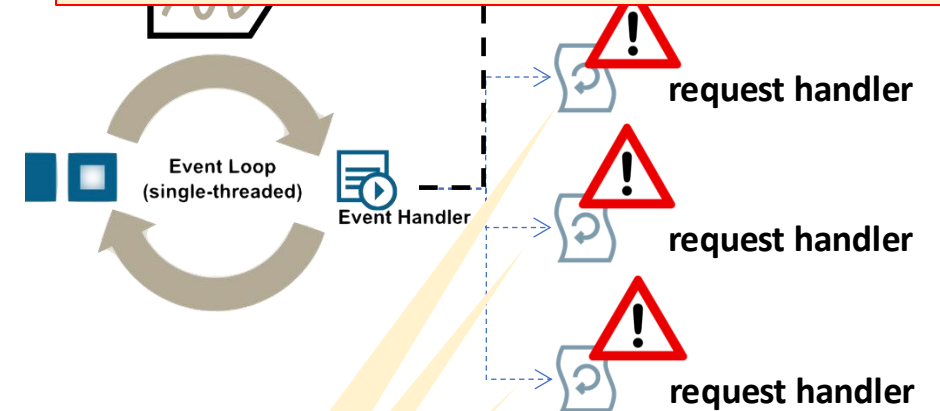 request handler
Event Loop
(single-threaded)
Event Handler
request handler
request handler